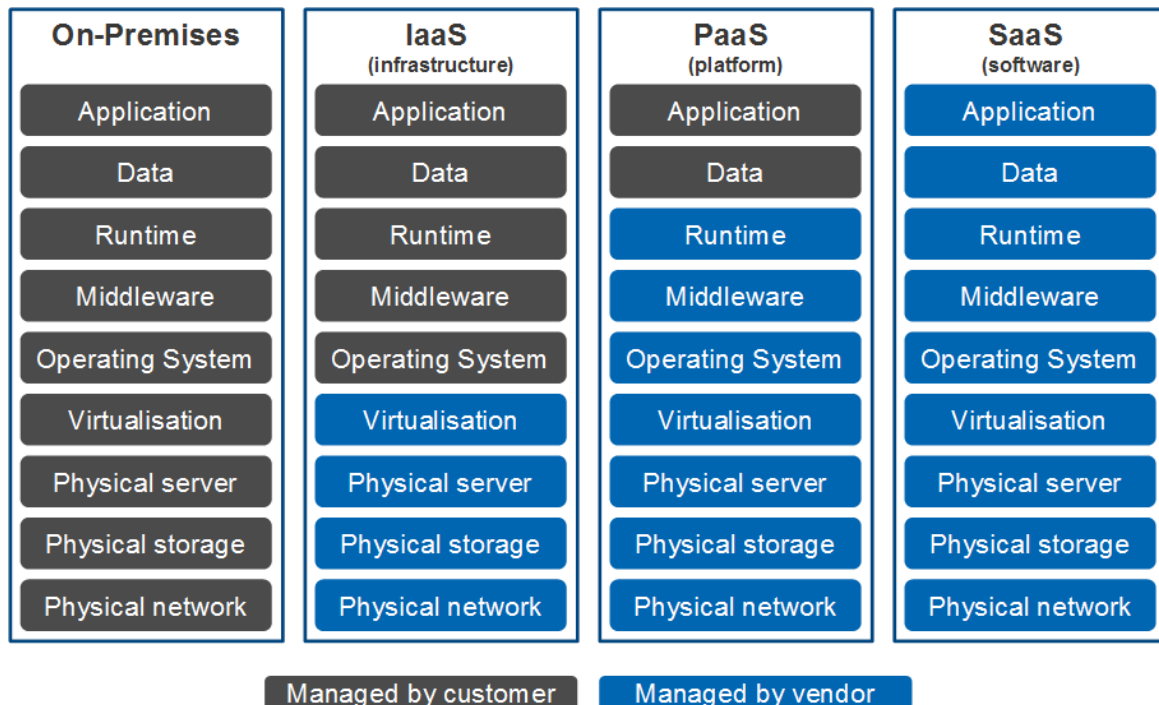 On-Premises
Application
Data
Runtime
Middleware
Operating System
Virtualisation
Physical server
Physical storage
Physical network
IaaS
(infrastructure)
Application
Data
Runtime
Middleware
Operating System
Virtualisation
Physical server
Physical storage
Physical network
PaaS
(platform)
Application
Data
Runtime
Middleware
Operating System
Virtualisation
Physical server
Physical storage
Physical network
SaaS
(software)
Application
Data
Runtime
Middleware
Operating System
Virtualisation
Physical server
Physical storage
Physical network
Managed by customer
Managed by vendor